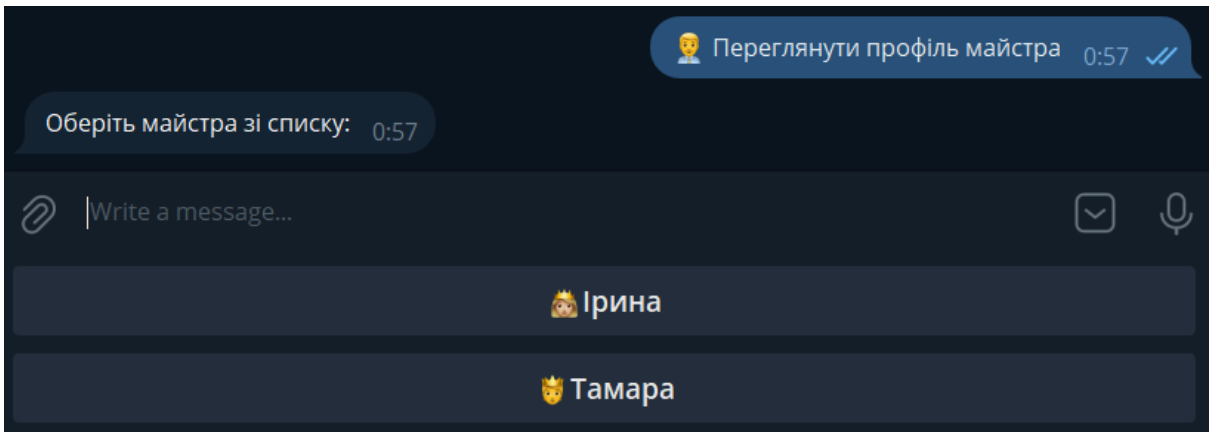 👨‍💼 Переглянути профіль майстра 0:57
Оберіть майстра зі списку: 0:57
Write a message...
👸🏼Ірина
🤴Тамара